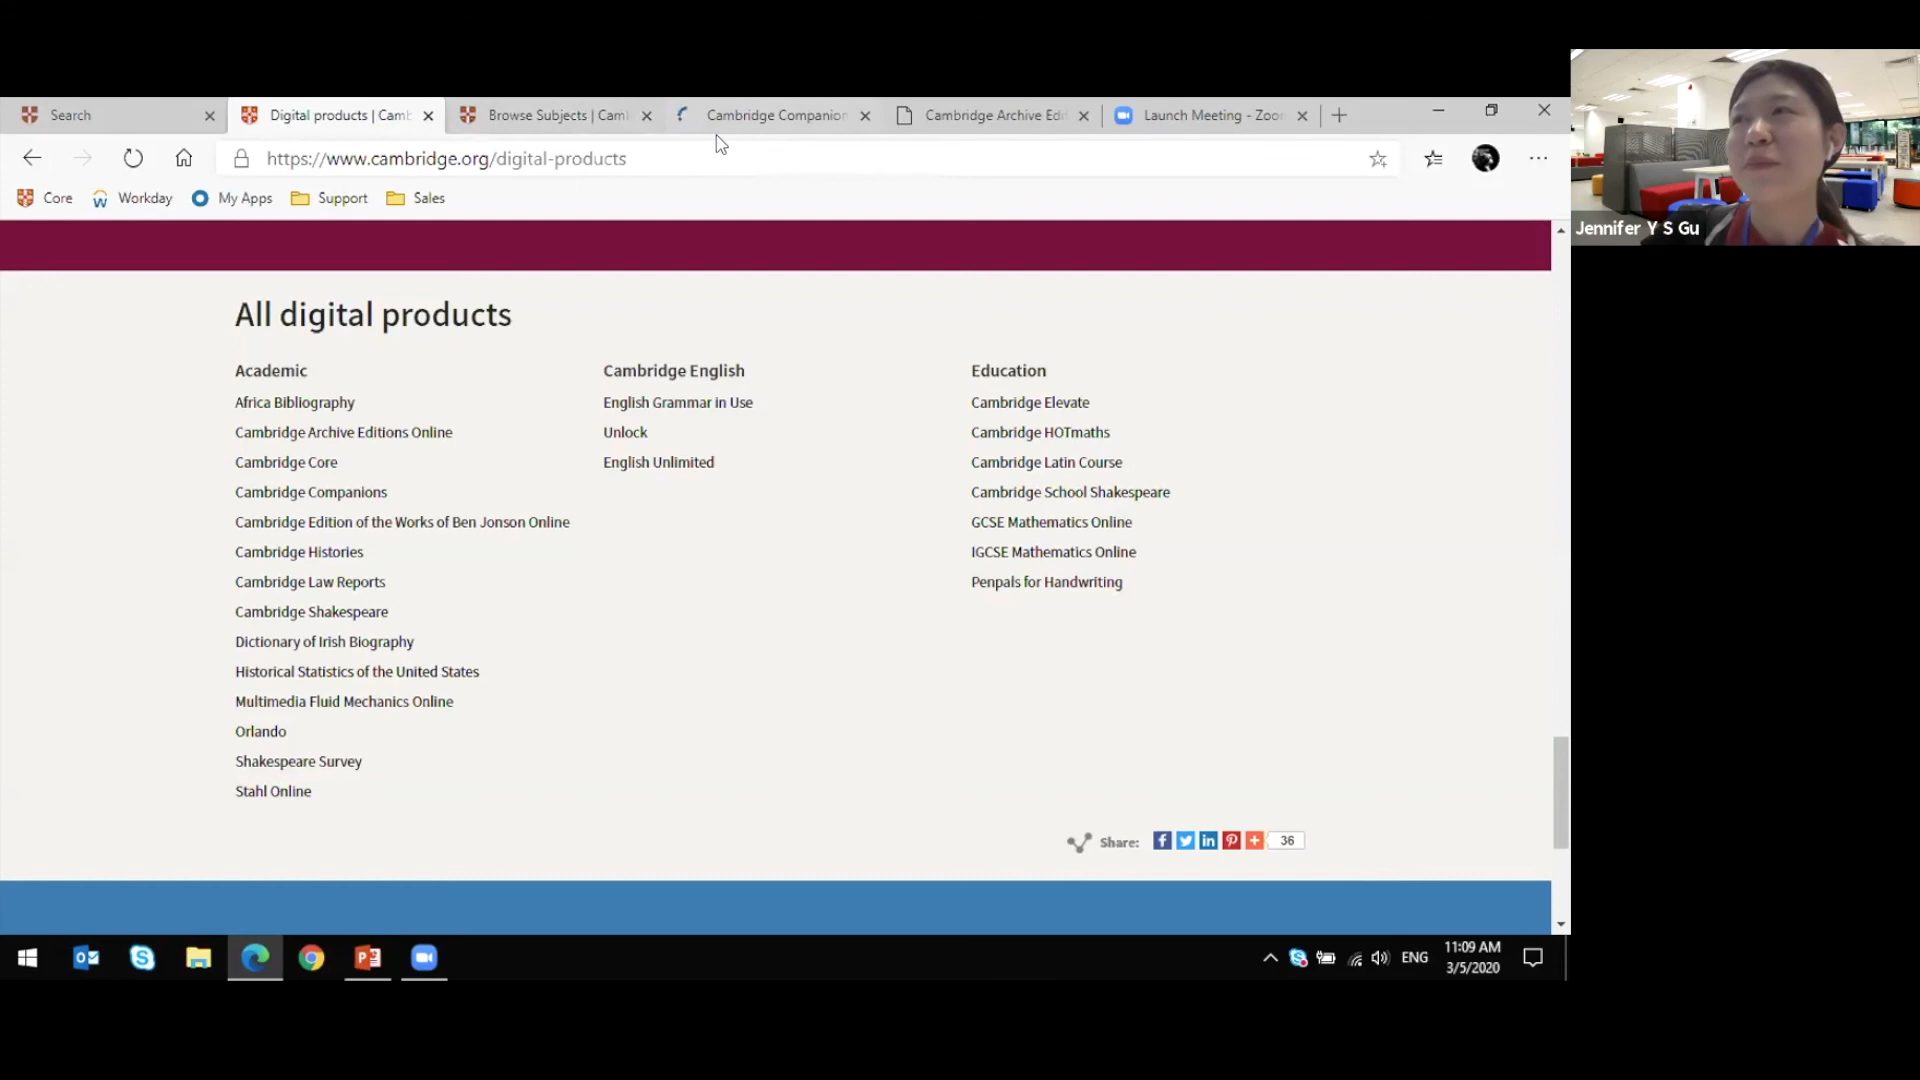 Search
Digital products | Camb
Browse Subjects | Cam
Cambridge Companion
Cambridge Archive Edi
Launch Meeting - Zoo
https://www.cambridge.org/digital-products
Core
Workday
My Apps
Support
Sales
Jennifer Y S Gu
All digital products
Academic
Africa Bibliography
Cambridge Archive Editions Online
Cambridge Core
Cambridge Companions
Cambridge Edition of the Works of Ben Jonson Online
Cambridge Histories
Cambridge Law Reports
Cambridge Shakespeare
Dictionary of Irish Biography
Historical Statistics of the United States
Multimedia Fluid Mechanics Online
Orlando
Shakespeare Survey
Stahl Online
Cambridge English
English Grammar in Use
Unlock
English Unlimited
Education
Cambridge Elevate
Cambridge HOTmaths
Cambridge Latin Course
Cambridge School Shakespeare
GCSE Mathematics Online
IGCSE Mathematics Online
Penpals for Handwriting
Share:
36
ENG
11:09 AM
3/5/2020